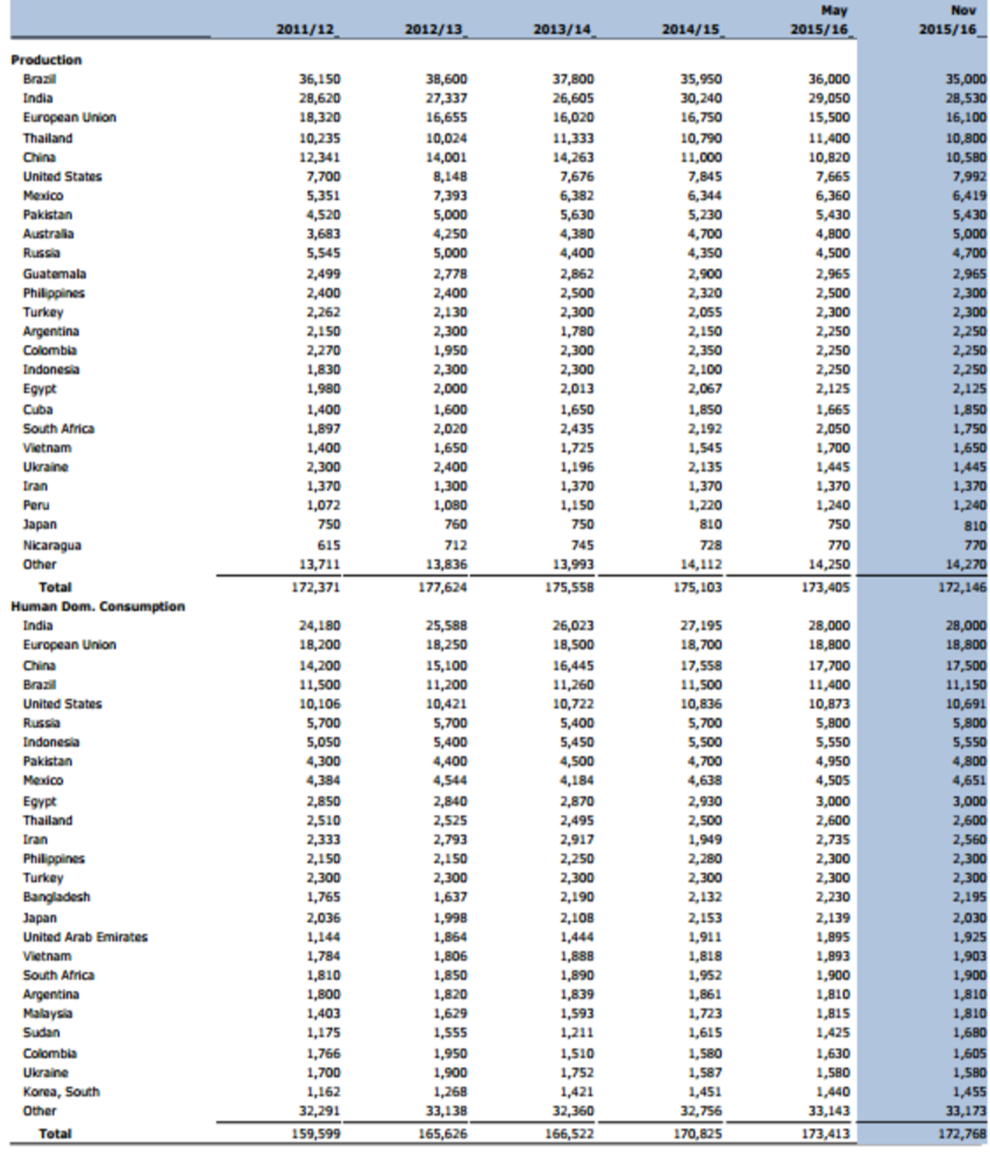 May Nov
2011/12 2012/13 2013/14 2014/15 2015/16 2015/16
Production
Brazil 36,150 38,600 37,800 35,950 36,000 35,000
India 28,620 27,337 26,605 30,240 29,050 28,530
European Union 18,320 16,655 16,020 16,750 15,500 16,100
Thailand 10,235 10,024 11,333 10,790 11,400 10,800
China 12,341 14,001 14,263 11,000 10,820 10,580
United States 7,700 8,148 7,676 7,845 7,665 7,992
Mexico 5,351 7,393 6,382 6,344 6,360 6,419
Pakistan 4,520 5,000 5,630 5,230 5,430 5,430
Australia 3,683 4,250 4,380 4,700 4,800 5,000
Russia 5,545 5,000 4,400 4,350 4,500 4,700
Guatemala 2,499 2,778 2,862 2,900 2,965 2,965
Philippines 2,400 2,400 2,500 2,320 2,500 2,300
Turkey 2,262 2,130 2,300 2,055 2,300 2,300
Argentina 2,150 2,300 1,780 2,150 2,250 2,250
Colombia 2,270 1,950 2,300 2,350 2,250 2,250
Indonesia 1,830 2,300 2,300 2,100 2,250 2,250
Egypt 1,980 2,000 2,013 2,067 2,125 2,125
Cuba 1,400 1,600 1,650 1,850 1,665 1,850
South Africa 1,897 2,020 2,435 2,192 2,050 1,750
Vietnam 1,400 1,650 1,725 1,545 1,700 1,650
Ukraine 2,300 2,400 1,196 2,135 1,445 1,445
Iran 1,370 1,300 1,370 1,370 1,370 1,370
Peru 1,072 1,080 1,150 1,220 1,240 1,240
Japan 750 760 750 810 750 810
Nicaragua 615 712 745 728 770 770
Other 13,711 13,836 13,993 14,112 14,250 14,270
Total 172,371 177,624 175,558 175,103 173,405 172,146
Human Dom. Consumption
India 24,180 25,588 26,023 27,195 28,000 28,000
European Union 18,200 18,250 18,500 18,700 18,800 18,800
China 14,200 15,100 16,445 17,558 17,700 17,500
Brazil 11,500 11,200 11,260 11,500 11,400 11,150
United States 10,106 10,421 10,722 10,836 10,873 10,691
Russia 5,700 5,700 5,400 5,700 5,800 5,800
Indonesia 5,050 5,400 5,450 5,500 5,550 5,550
Pakistan 4,300 4,400 4,500 4,700 4,950 4,800
Mexico 4,384 4,544 4,184 4,638 4,505 4,651
Egypt 2,850 2,840 2,870 2,930 3,000 3,000
Thailand 2,510 2,525 2,495 2,500 2,600 2,600
Iran 2,333 2,793 2,917 1,949 2,735 2,560
Philippines 2,150 2,150 2,250 2,280 2,300 2,300
Turkey 2,300 2,300 2,300 2,300 2,300 2,300
Bangladesh 1,765 1,637 2,190 2,132 2,230 2,195
Japan 2,036 1,998 2,108 2,153 2,139 2,030
United Arab Emirates 1,144 1,864 1,444 1,911 1,895 1,925
Vietnam 1,784 1,806 1,888 1,818 1,893 1,903
South Africa 1,810 1,850 1,890 1,952 1,900 1,900
Argentina 1,800 1,820 1,839 1,861 1,810 1,810
Malaysia 1,403 1,629 1,593 1,723 1,815 1,810
Sudan 1,175 1,555 1,211 1,615 1,425 1,680
Colombia 1,766 1,950 1,510 1,580 1,630 1,605
Ukraine 1,700 1,900 1,752 1,587 1,580 1,580
Korea, South 1,162 1,268 1,421 1,451 1,440 1,455
Other 32,291 33,138 32,360 32,756 33,143 33,173
Total 159,599 165,626 166,522 170,825 173,413 172,768